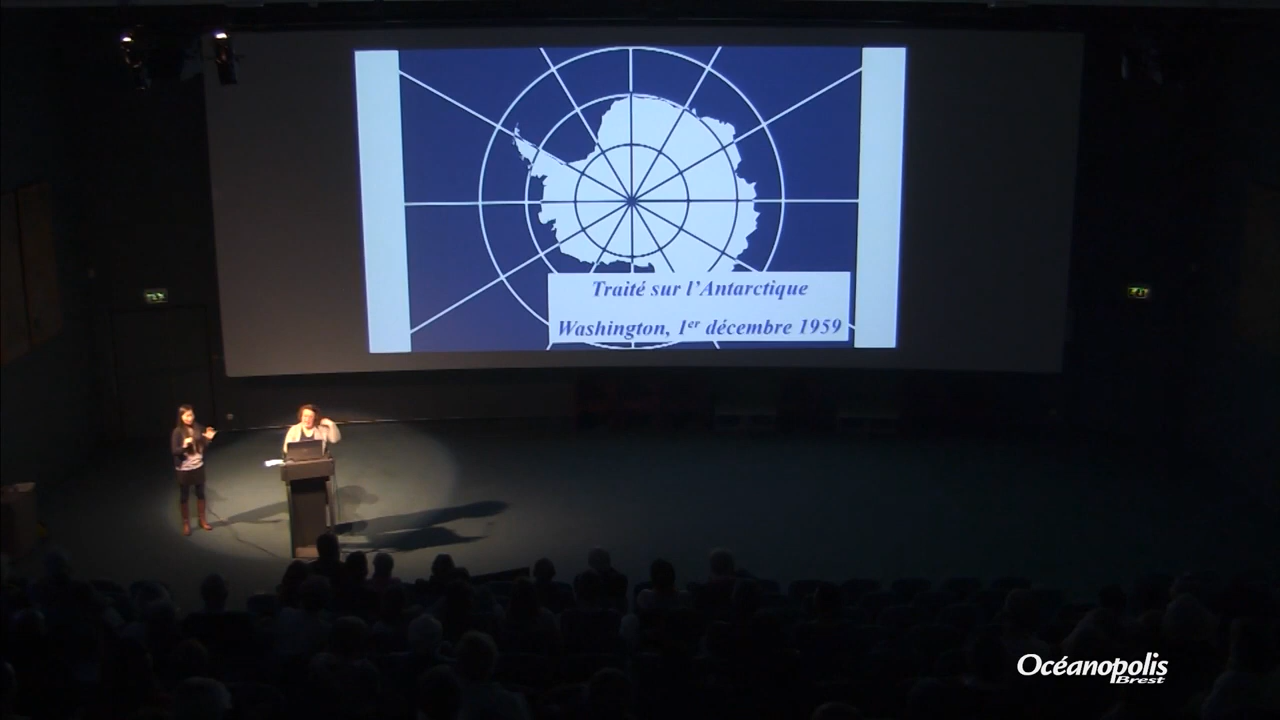 Traité sur l'Antarctique
Washington, 1er décembre 1959
Océanopolis
Brest